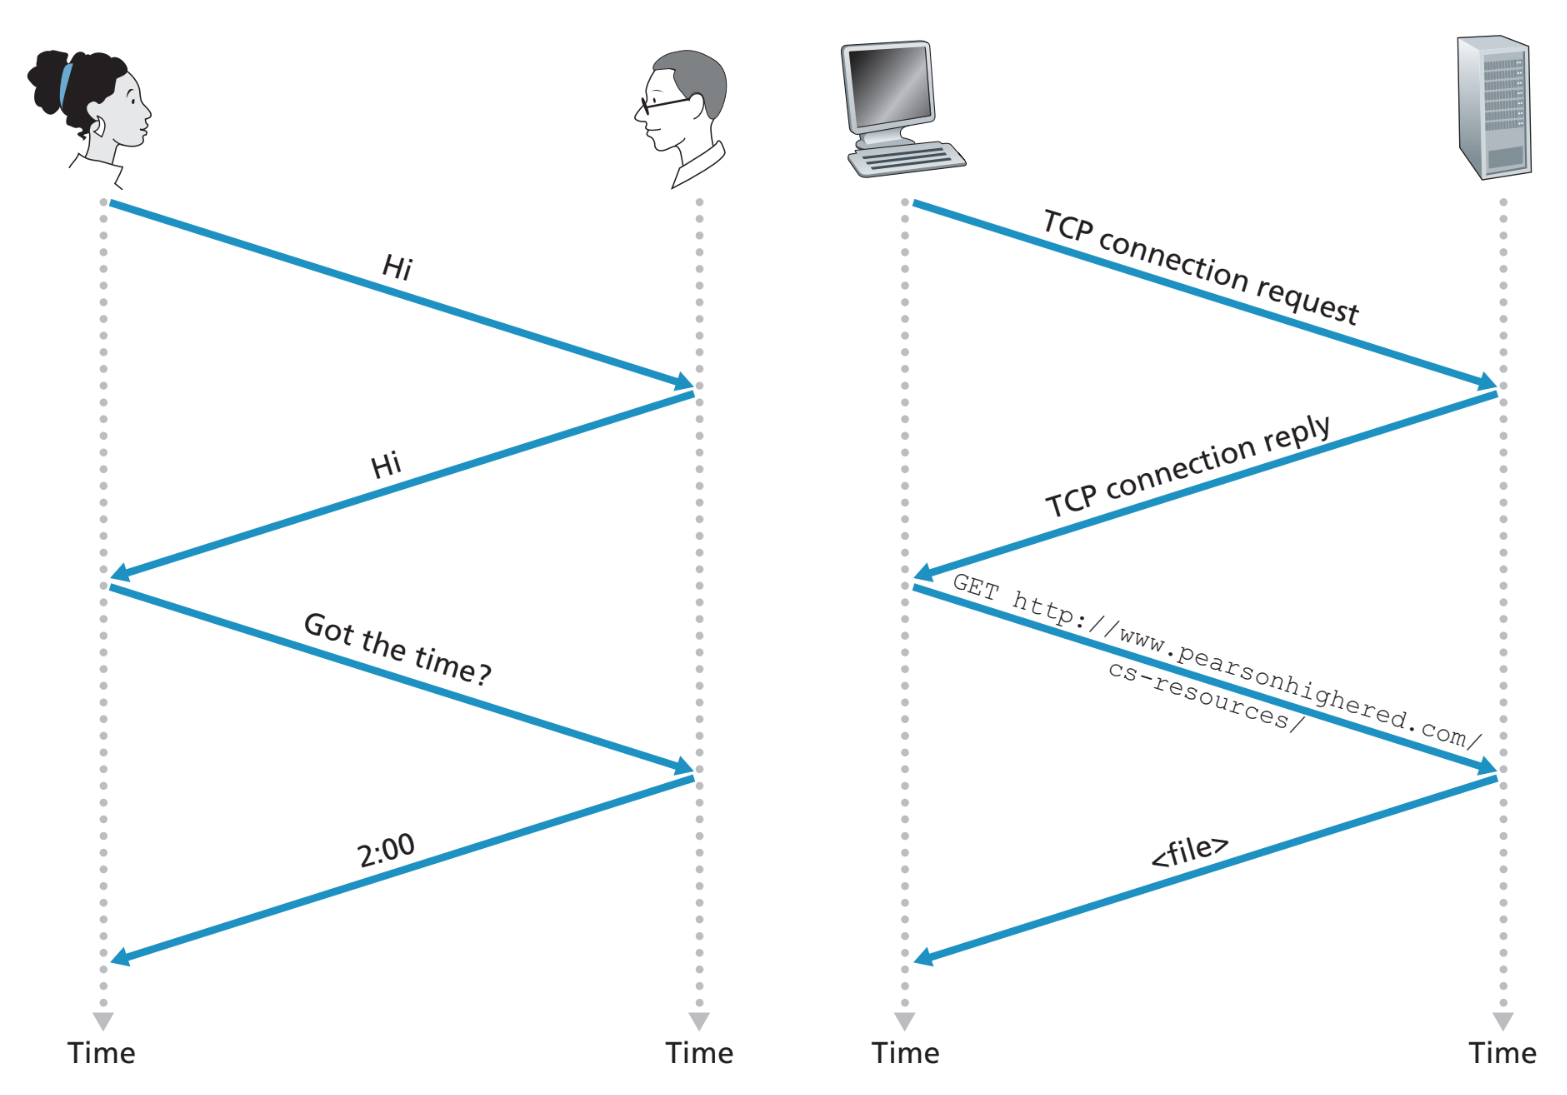 Hi
Hi
Got the time?
2:00
Time
Time
TCP connection request
TCP connection reply
GET http://www.pearsonhighered.com/
cs-resources/
<file>
Time
Time